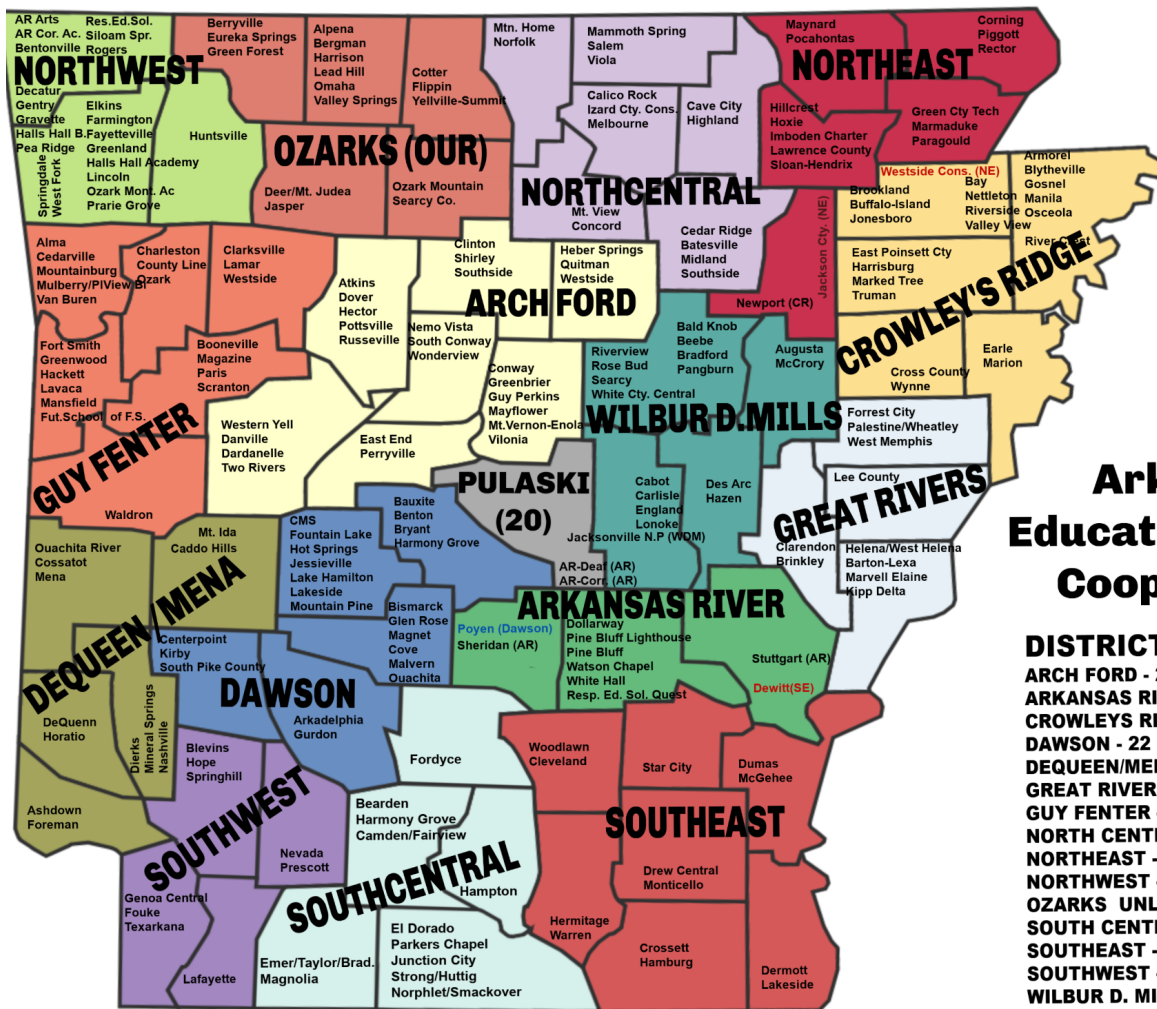 AR Arts
AR Cor. Ac.
Bentonville
Res.Ed.Sol.
Siloam Spr.
Rogers
NORTHWEST
Decatur
Gentry
Gravette
Halls Hall B.
Pea Ridge
Springdale
West Fork
Elkins
Farmington
Fayetteville
Greenland
Halls Hall Academy
Lincoln
Ozark Mont. Ac
Prarie Grove
Huntsville
Berryville
Eureka Springs
Green Forest
Alpena
Bergman
Harrison
Lead Hill
Omaha
Valley Springs
Cotter
Flippin
Yellville-Summit
OZARKS (OUR)
Deer/Mt. Judea
Jasper
Ozark Mountain
Searcy Co.
Mtn. Home
Norfolk
Mammoth Spring
Salem
Viola
Calico Rock
Izard Cty. Cons.
Melbourne
Cave City
Highland
NORTHCENTRAL
Mt. View
Concord
Cedar Ridge
Batesville
Midland
Southside
Maynard
Pocahontas
Corning
Piggott
Rector
NORTHEAST
Hillcrest
Hoxie
Imboden Charter
Lawrence County
Sloan-Hendrix
Green Cty Tech
Marmaduke
Paragould
Jackson Cty. (NE)
Newport (CR)
Westside Cons. (NE)
Brookland
Buffalo-Island
Jonesboro
Bay
Nettleton
Riverside
Valley View
Armorel
Blytheville
Gosnel
Manila
Osceola
River Crest
East Poinsett Cty
Harrisburg
Marked Tree
Truman
CROWLEY'S RIDGE
Cross County
Wynne
Earle
Marion
Alma
Cedarville
Mountainburg
Mulberry/PlView Bi
Van Buren
Charleston
County Line
Ozark
Clarksville
Lamar
Westside
Fort Smith
Greenwood
Hackett
Lavaca
Mansfield
Fut.School of F.S.
Booneville
Magazine
Paris
Scranton
GUY FENTER
Waldron
Atkins
Dover
Hector
Pottsville
Russeville
Clinton
Shirley
Southside
Heber Springs
Quitman
Westside
ARCH FORD
Nemo Vista
South Conway
Wonderview
Conway
Greenbrier
Guy Perkins
Mayflower
Mt.Vernon-Enola
Vilonia
Western Yell
Danville
Dardanelle
Two Rivers
East End
Perryville
Riverview
Rose Bud
Searcy
White Cty. Central
Bald Knob
Beebe
Bradford
Pangburn
Augusta
McCrory
WILBUR D.MILLS
Cabot
Carlisle
England
Lonoke
Jacksonville N.P (WDM)
Des Arc
Hazen
PULASKI
(20)
AR-Deaf (AR)
AR-Corr. (AR)
Forrest City
Palestine/Wheatley
West Memphis
Lee County
GREAT RIVERS
Clarendon
Brinkley
Helena/West Helena
Barton-Lexa
Marvell Elaine
Kipp Delta
Ouachita River
Cossatot
Mena
Mt. Ida
Caddo Hills
DEQUEEN / MENA
DeQuenn
Horatio
Dierks
Mineral Springs
Nashville
Ashdown
Foreman
CMS
Fountain Lake
Hot Springs
Jessieville
Lake Hamilton
Lakeside
Mountain Pine
Bauxite
Benton
Bryant
Harmony Grove
Bismarck
Glen Rose
Magnet
Cove
Malvern
Ouachita
Centerpoint
Kirby
South Pike County
DAWSON
Arkadelphia
Gurdon
ARKANSAS RIVER
Poyen (Dawson)
Sheridan (AR)
Dollarway
Pine Bluff Lighthouse
Pine Bluff
Watson Chapel
White Hall
Resp. Ed. Sol. Quest
Stuttgart (AR)
Dewitt(SE)
Blevins
Hope
Springhill
SOUTHWEST
Nevada
Prescott
Genoa Central
Fouke
Texarkana
Lafayette
Fordyce
Bearden
Harmony Grove
Camden/Fairview
SOUTHCENTRAL
Hampton
Emer/Taylor/Brad.
Magnolia
El Dorado
Parkers Chapel
Junction City
Strong/Huttig
Norphlet/Smackover
Woodlawn
Cleveland
Star City
Dumas
McGehee
SOUTHEAST
Drew Central
Monticello
Hermitage
Warren
Crossett
Hamburg
Dermott
Lakeside
Ark
Educat
Coop
DISTRICT
ARCH FORD - 2
ARKANSAS RI
CROWLEYS RI
DAWSON - 22
DEQUEEN/MEN
GREAT RIVER
GUY FENTER -
NORTH CENT
NORTHEAST -
NORTHWEST -
OZARKS UNL
SOUTH CENT
SOUTHEAST -
SOUTHWEST -
WILBUR D. MI